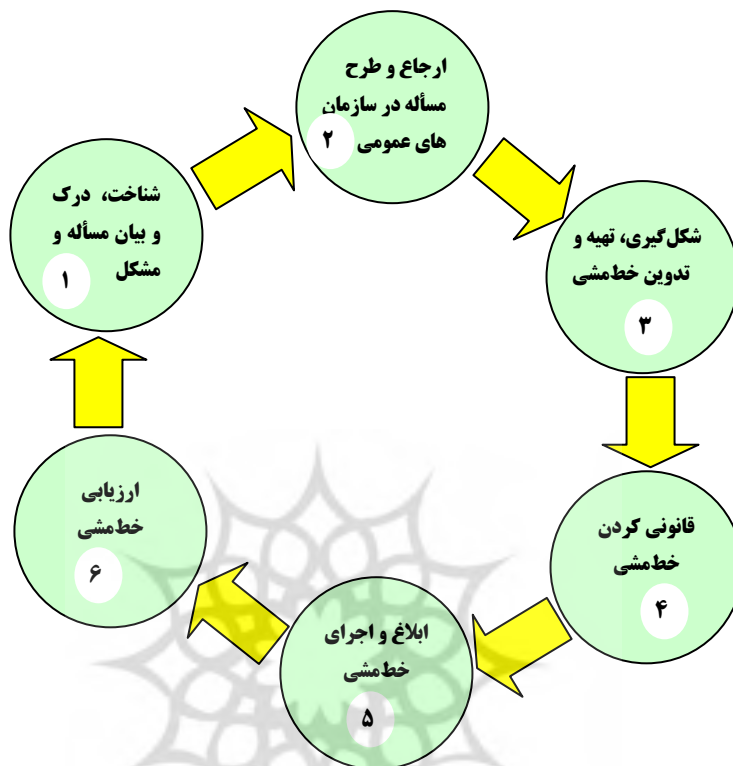 شناخت، درک
و بیان مسأله و
مشکل
۱
ارجاع و طرح
مسأله در سازمان
های عمومی
۲
شکل‌گیری، تهیه و
تدوین خط‌مشی
۳
قانونی کردن
خط‌مشی
۴
ابلاغ و اجرای
خط‌مشی
۵
ارزیابی
خط‌مشی
۶